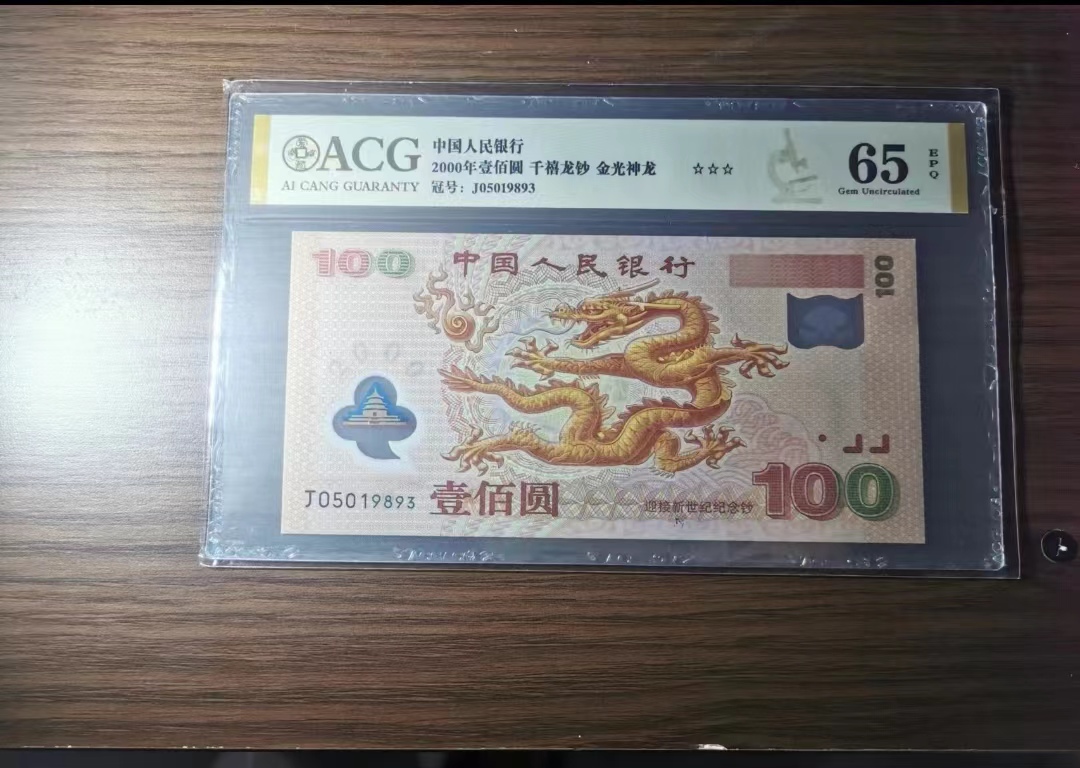 ACG
AI CANG GUARANTY
中国人民银行
2000年壹佰圆 千禧龙钞 金光神龙 ☆☆☆
冠号：J05019893
65
EPQ
Gem Uncirculated
100
中国人民银行
100
J05019893
壹佰圆
迎接新世纪纪念钞
100